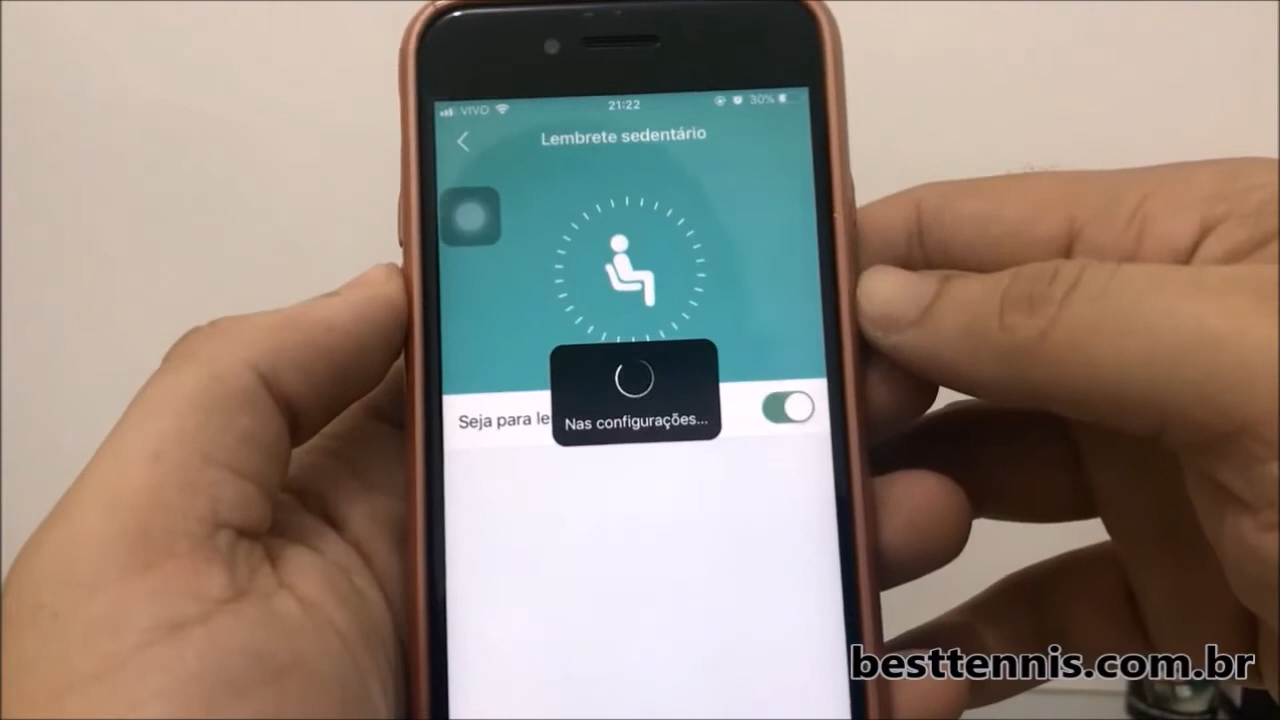 VIVO 21:22 30%
Lembrete sedentário
Seja para le
Nas configurações...
besttennis.com.br